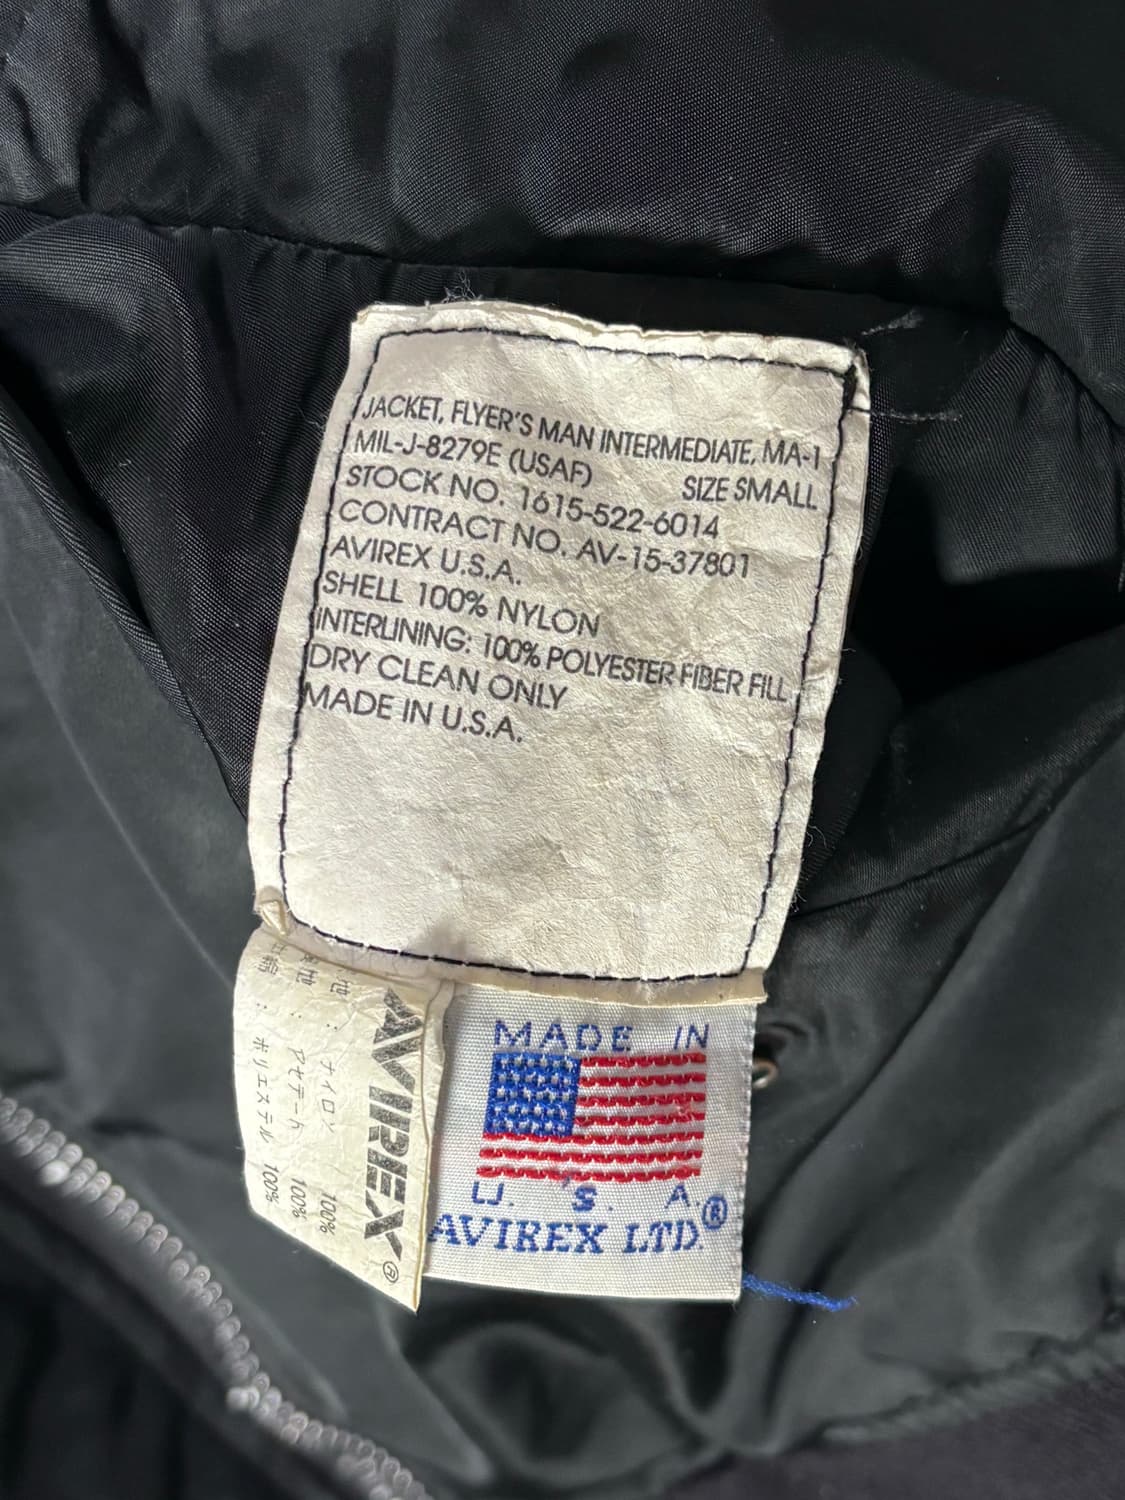 JACKET, FLYER'S MAN INTERMEDIATE, MA-1
MIL-J-8279E (USAF) SIZE SMALL
STOCK NO. 1615-522-6014
CONTRACT NO. AV-15-37801
AVIREX U.S.A.
SHELL 100% NYLON
INTERLINING: 100% POLYESTER FIBER FILL
DRY CLEAN ONLY
MADE IN U.S.A.
AVIREX®
: ナイロン 100%
: アセテート 100%
: ポリエステル 100%
MADE IN
U. S. A.
AVIREX LTD.®